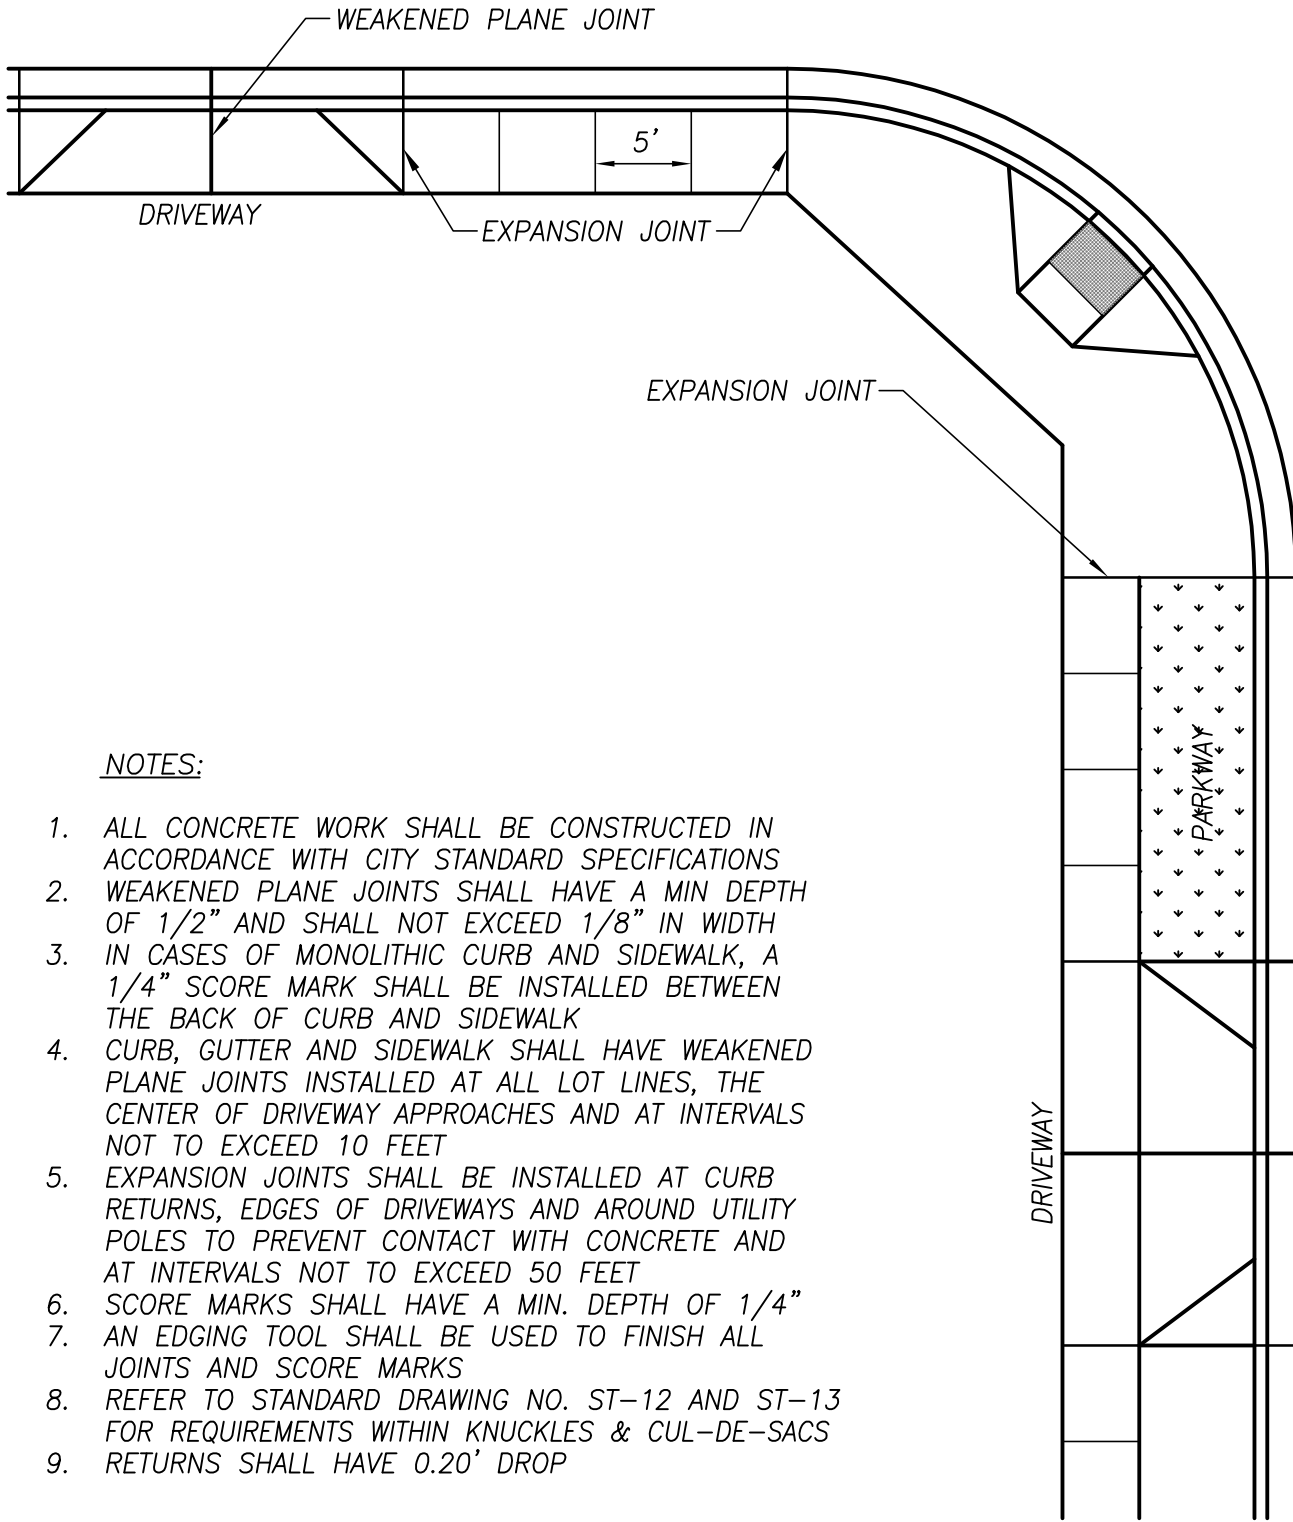 WEAKENED PLANE JOINT
5'
DRIVEWAY
EXPANSION JOINT
EXPANSION JOINT
PARKWAY
DRIVEWAY
NOTES:
1. ALL CONCRETE WORK SHALL BE CONSTRUCTED IN
ACCORDANCE WITH CITY STANDARD SPECIFICATIONS
2. WEAKENED PLANE JOINTS SHALL HAVE A MIN DEPTH
OF 1/2" AND SHALL NOT EXCEED 1/8" IN WIDTH
3. IN CASES OF MONOLITHIC CURB AND SIDEWALK, A
1/4" SCORE MARK SHALL BE INSTALLED BETWEEN
THE BACK OF CURB AND SIDEWALK
4. CURB, GUTTER AND SIDEWALK SHALL HAVE WEAKENED
PLANE JOINTS INSTALLED AT ALL LOT LINES, THE
CENTER OF DRIVEWAY APPROACHES AND AT INTERVALS
NOT TO EXCEED 10 FEET
5. EXPANSION JOINTS SHALL BE INSTALLED AT CURB
RETURNS, EDGES OF DRIVEWAYS AND AROUND UTILITY
POLES TO PREVENT CONTACT WITH CONCRETE AND
AT INTERVALS NOT TO EXCEED 50 FEET
6. SCORE MARKS SHALL HAVE A MIN. DEPTH OF 1/4"
7. AN EDGING TOOL SHALL BE USED TO FINISH ALL
JOINTS AND SCORE MARKS
8. REFER TO STANDARD DRAWING NO. ST-12 AND ST-13
FOR REQUIREMENTS WITHIN KNUCKLES & CUL-DE-SACS
9. RETURNS SHALL HAVE 0.20' DROP